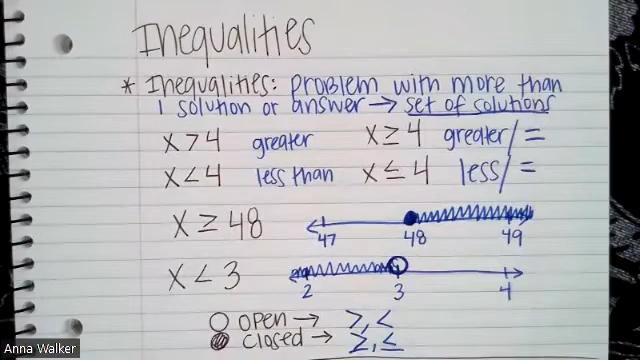 Inequalities
* Inequalities: problem with more than
1 solution or answer → set of solutions
x > 4 greater x ≥ 4 greater/=
x < 4 less than x ≤ 4 less/=
x ≥ 48
47 48 49
x < 3
2 3 4
○ open → >, <
● closed → ≥, ≤
Anna Walker